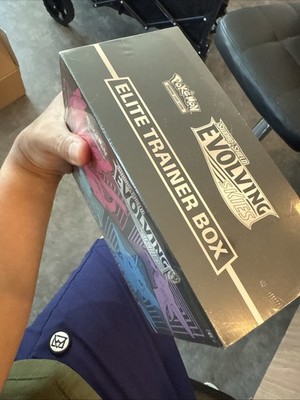 Pokémon
SWORD & SHIELD
EVOLVING
SKIES
ELITE TRAINER BOX
EVOLVING